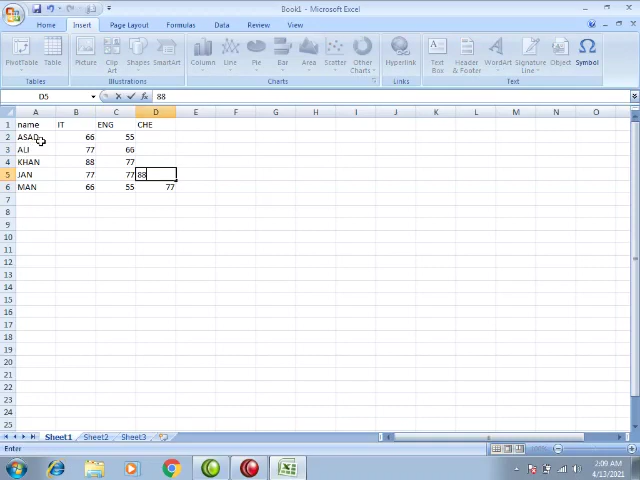 Book1 - Microsoft Excel
Home Insert Page Layout Formulas Data Review View
PivotTable Table Picture Clip Art Shapes SmartArt Column Line Pie Bar Area Scatter Other Charts Hyperlink Text Box Header & Footer WordArt Signature Line Object Symbol
Tables Illustrations Charts Links Text
D5 88
A B C D E F G H I J K L M N O
1 name IT ENG CHE
2 ASAD 66 55
3 ALI 77 66
4 KHAN 88 77
5 JAN 77 77 88
6 MAN 66 55 77
7
8
9
10
11
12
13
14
15
16
17
18
19
20
21
22
23
24
25
Sheet1 Sheet2 Sheet3
Enter
2:09 AM
4/13/2021